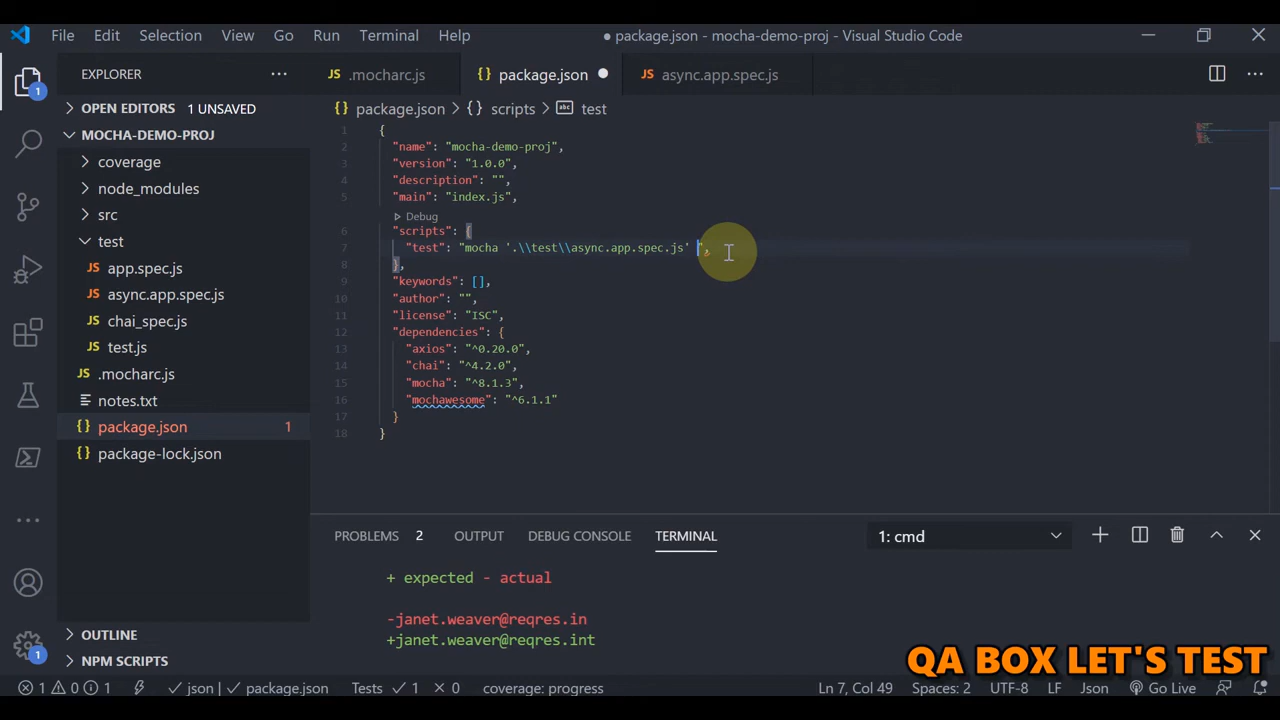 File Edit Selection View Go Run Terminal Help
● package.json - mocha-demo-proj - Visual Studio Code
EXPLORER
JS .mocharc.js
{} package.json
JS async.app.spec.js
OPEN EDITORS 1 UNSAVED
{} package.json > {} scripts > abc test
MOCHA-DEMO-PROJ
coverage
node_modules
src
test
JS app.spec.js
JS async.app.spec.js
JS chai_spec.js
JS test.js
JS .mocharc.js
notes.txt
{} package.json 1
{} package-lock.json
OUTLINE
NPM SCRIPTS
1 {
2 "name": "mocha-demo-proj",
3 "version": "1.0.0",
4 "description": "",
5 "main": "index.js",
Debug
6 "scripts": {
7 "test": "mocha '.\\test\\async.app.spec.js' ",
8 },
9 "keywords": [],
10 "author": "",
11 "license": "ISC",
12 "dependencies": {
13 "axios": "^0.20.0",
14 "chai": "^4.2.0",
15 "mocha": "^8.1.3",
16 "mochawesome": "^6.1.1"
17 }
18 }
PROBLEMS 2 OUTPUT DEBUG CONSOLE TERMINAL
1: cmd
+ expected - actual
-janet.weaver@reqres.in
+janet.weaver@reqres.int
QA BOX LET'S TEST
1
1
1 0 1 json package.json Tests 1 0 coverage: progress
Ln 7, Col 49 Spaces: 2 UTF-8 LF Json Go Live